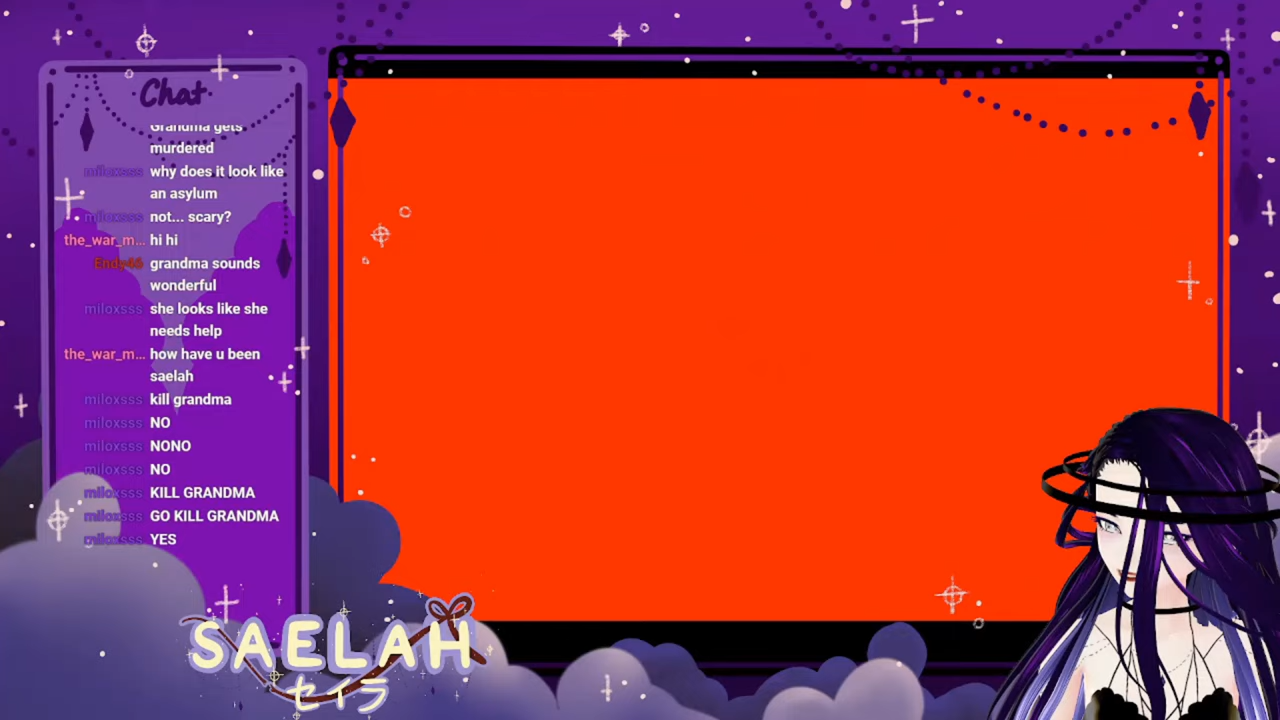 Chat
Grandma gets
murdered
miloxsss why does it look like
an asylum
miloxsss not... scary?
the_war_m... hi hi
Endy46 grandma sounds
wonderful
miloxsss she looks like she
needs help
the_war_m... how have u been
saelah
miloxsss kill grandma
miloxsss NO
miloxsss NONO
miloxsss NO
miloxsss KILL GRANDMA
miloxsss GO KILL GRANDMA
miloxsss YES
SAELAH
セイラ